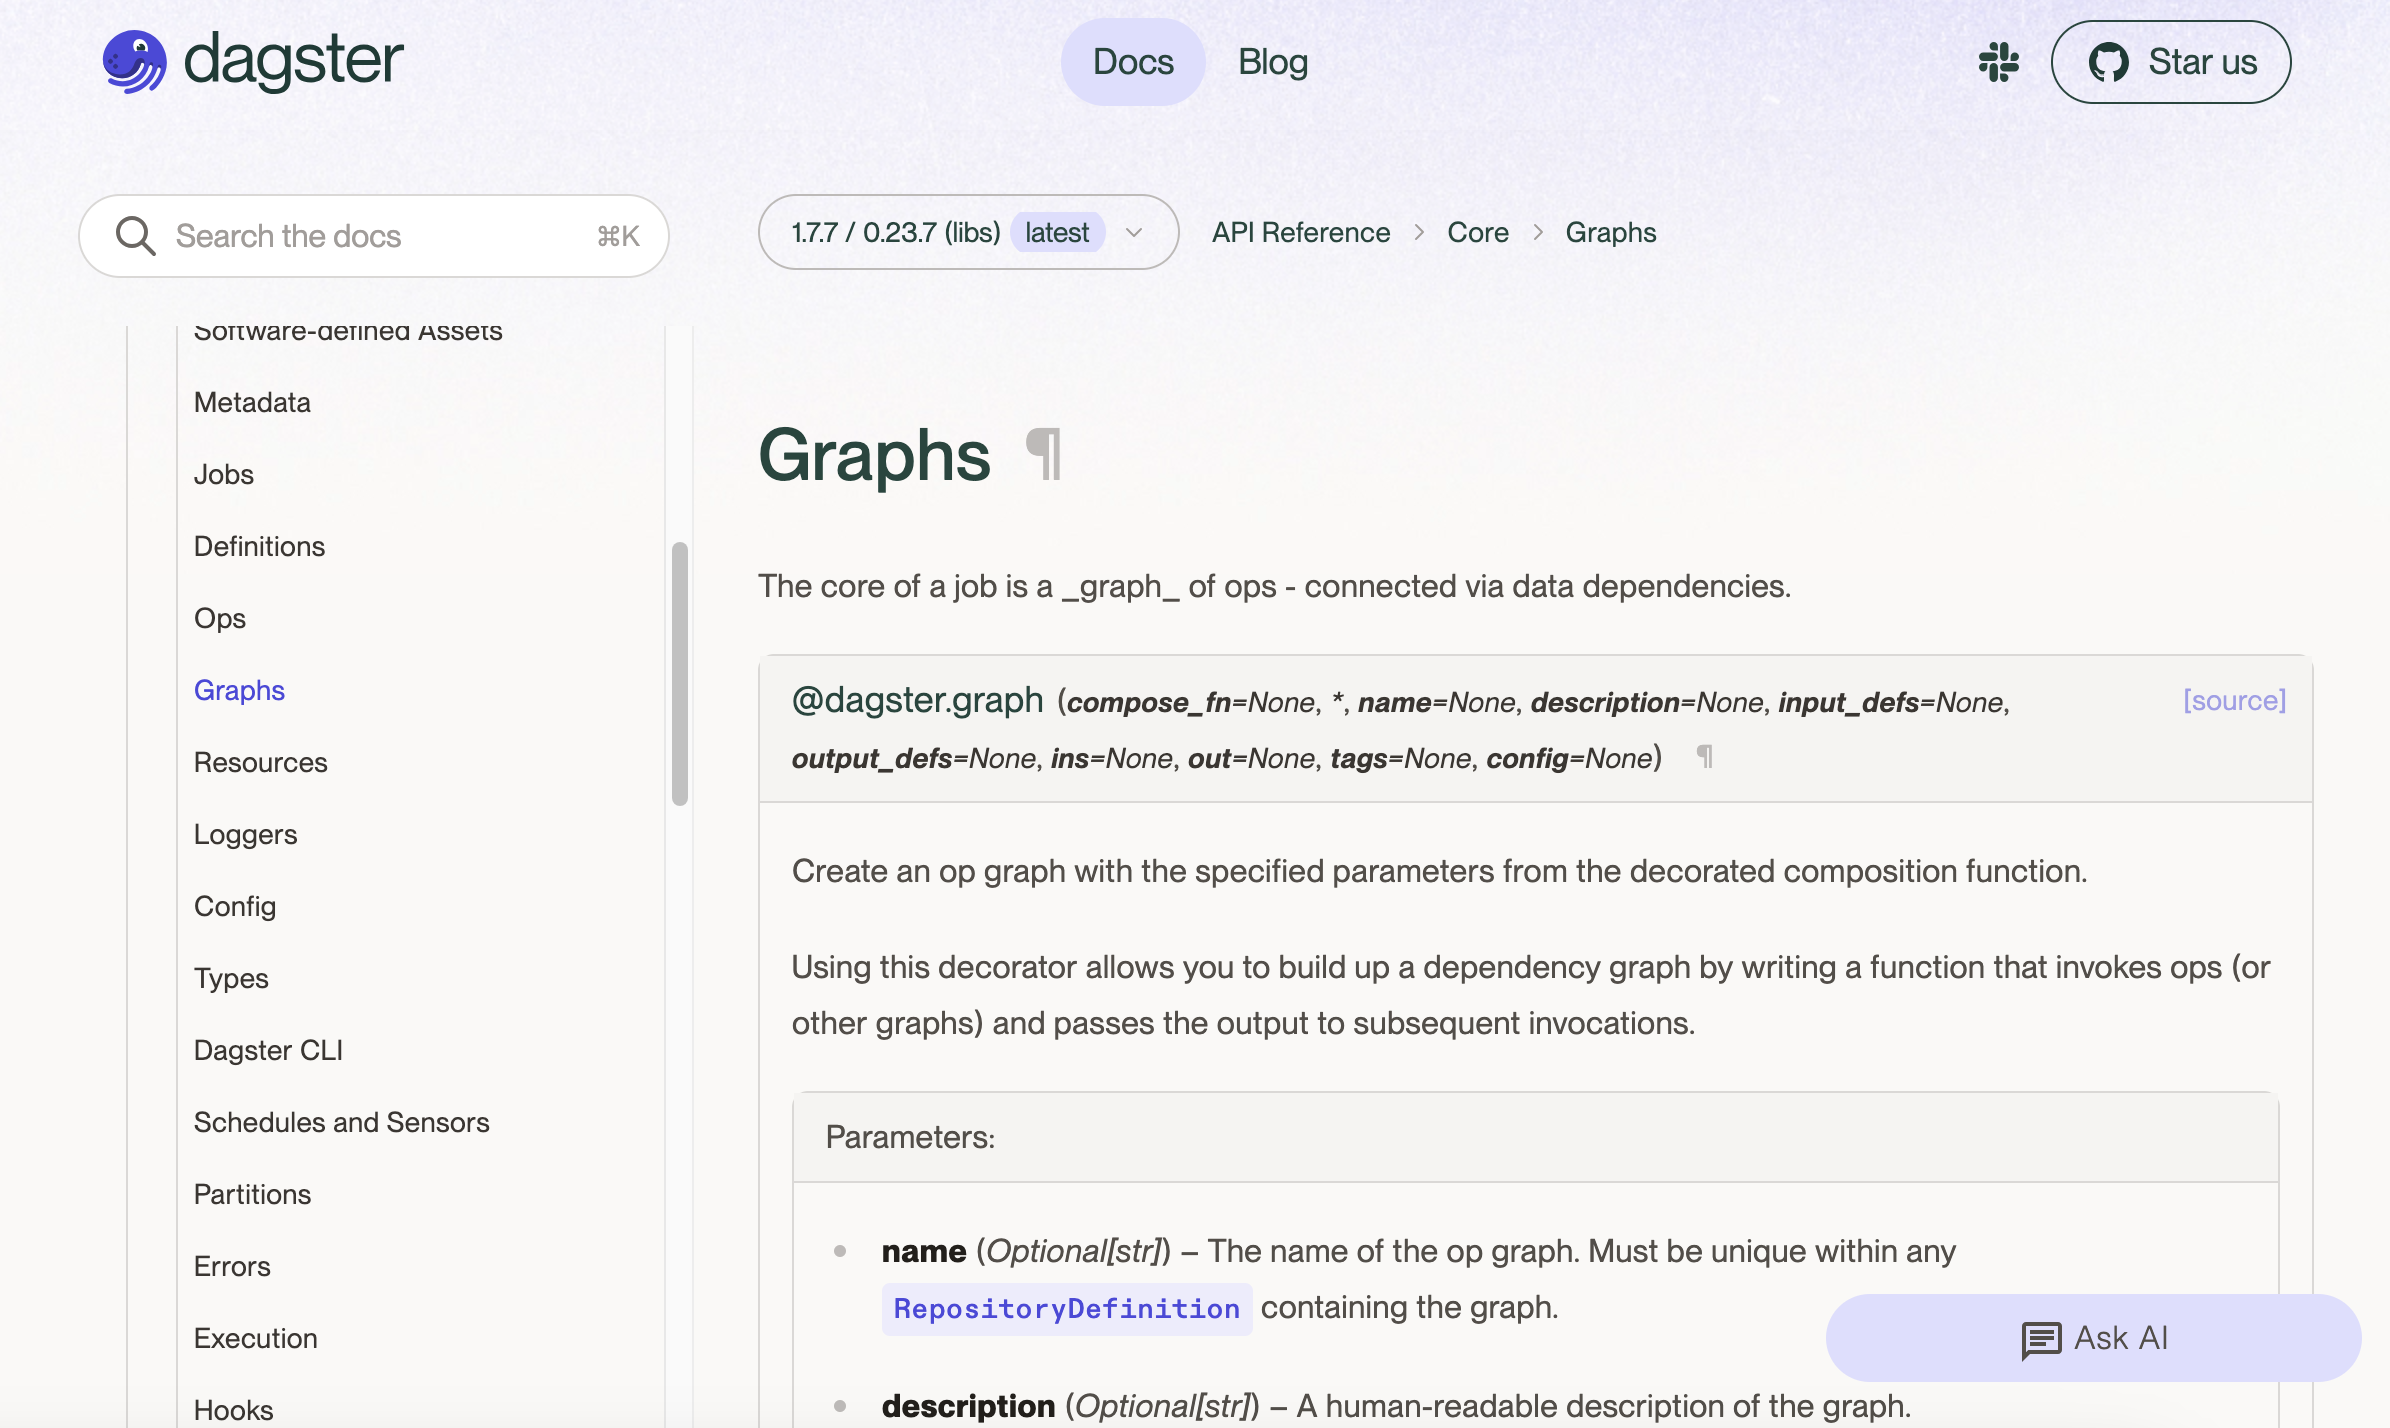 dagster
Docs
Blog
Star us
Search the docs
⌘K
1.7.7 / 0.23.7 (libs) latest
API Reference > Core > Graphs
Software-defined Assets
Metadata
Jobs
Definitions
Ops
Graphs
Resources
Loggers
Config
Types
Dagster CLI
Schedules and Sensors
Partitions
Errors
Execution
Hooks
Graphs ¶
The core of a job is a _graph_ of ops - connected via data dependencies.
@dagster.graph (compose_fn=None, *, name=None, description=None, input_defs=None,
[source]
output_defs=None, ins=None, out=None, tags=None, config=None) ¶
Create an op graph with the specified parameters from the decorated composition function.
Using this decorator allows you to build up a dependency graph by writing a function that invokes ops (or
other graphs) and passes the output to subsequent invocations.
Parameters:
• name (Optional[str]) – The name of the op graph. Must be unique within any
RepositoryDefinition containing the graph.
• description (Optional[str]) – A human-readable description of the graph.
Ask AI